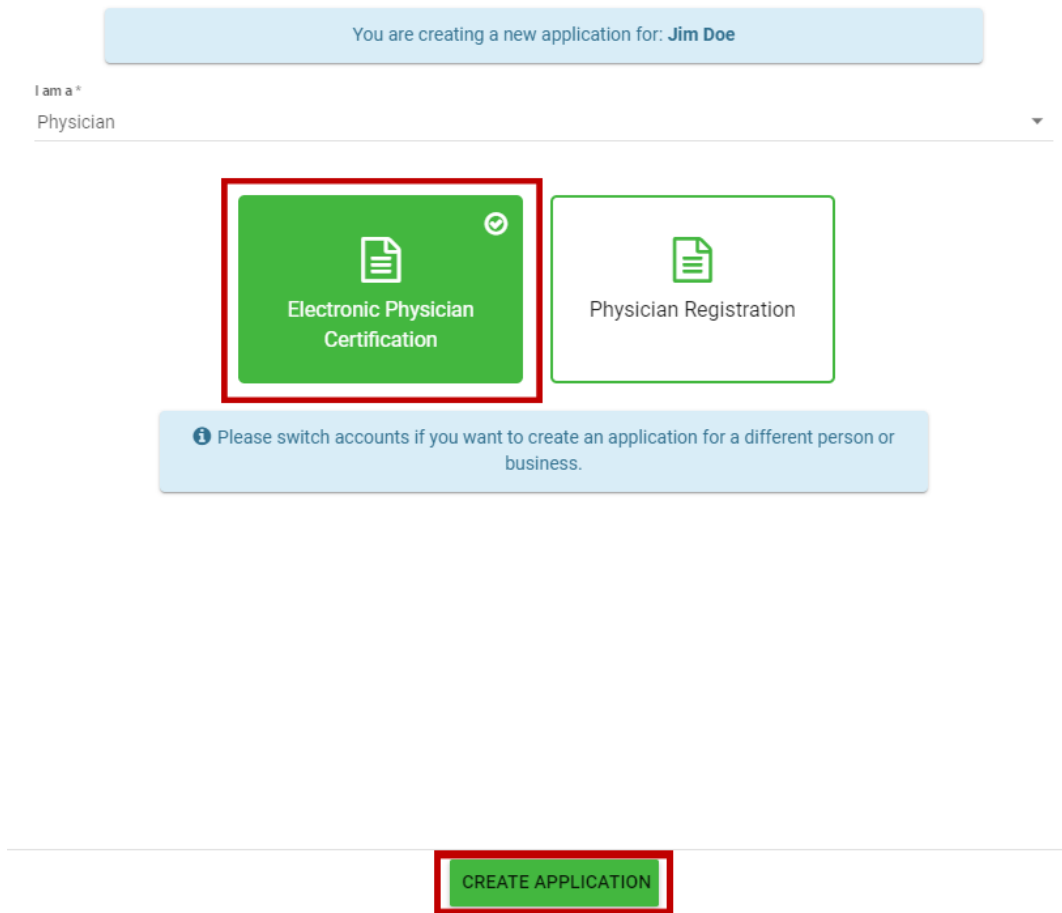 You are creating a new application for: Jim Doe
I am a *
Physician
Electronic Physician
Certification
Physician Registration
Please switch accounts if you want to create an application for a different person or
business.
CREATE APPLICATION